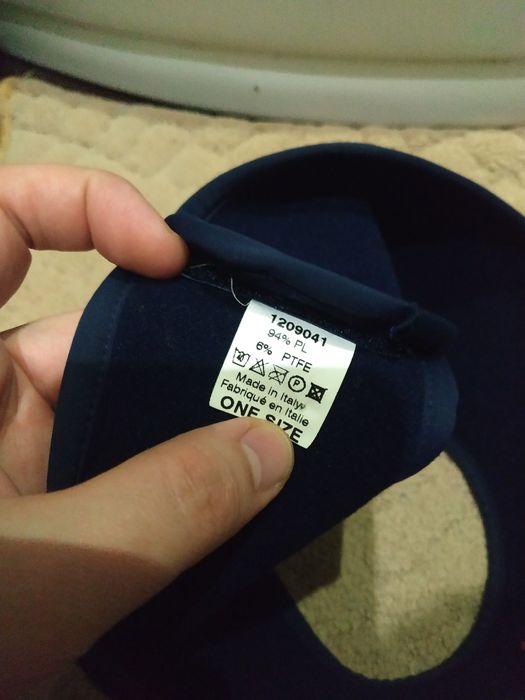 1209041
94% PL
6% PTFE
P
Made in Italy
Fabriqué en Italie
ONE SIZE